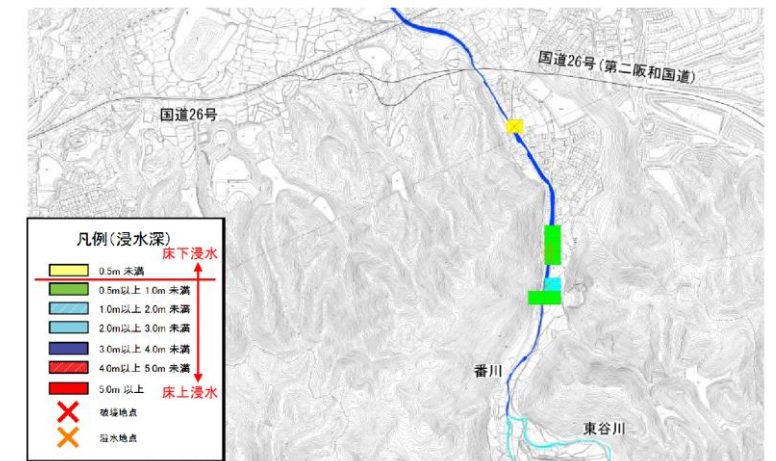 国道26号(第二阪和国道)
国道26号
凡例(浸水深)
床下浸水
0.5m 未満
0.5m以上 1.0m 未満
1.0m以上 2.0m 未満
2.0m以上 3.0m 未満
3.0m以上 4.0m 未満
4.0m以上 5.0m 未満
5.0m 以上
床上浸水
破堤地点
溢水地点
番川
東谷川